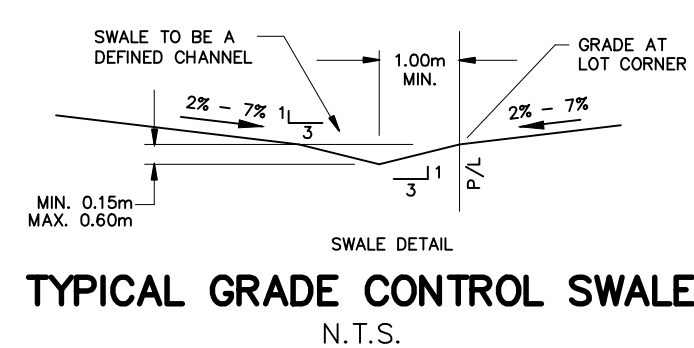 SWALE TO BE A
DEFINED CHANNEL
1.00m
MIN.
GRADE AT
LOT CORNER
2% - 7%
1
3
2% - 7%
1
3
P/L
MIN. 0.15m
MAX. 0.60m
SWALE DETAIL
TYPICAL GRADE CONTROL SWALE
N.T.S.